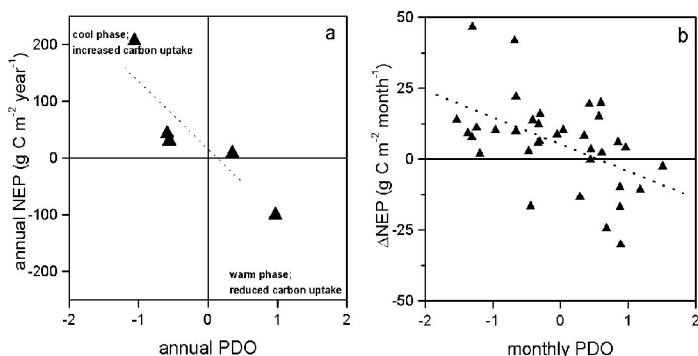 a
cool phase;
increased carbon uptake
200
100
0
-100
-200
annual NEP (g C m⁻² year⁻¹)
warm phase;
reduced carbon uptake
-2
-1
0
1
2
annual PDO
b
50
25
0
-25
-50
ΔNEP (g C m⁻² month⁻¹)
-2
-1
0
1
2
monthly PDO